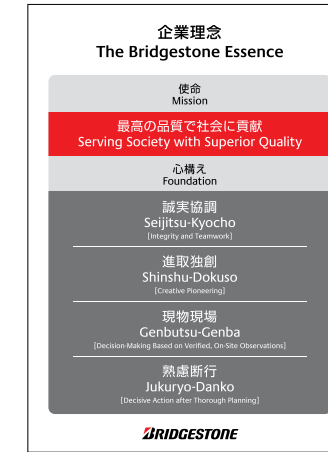 企業理念
The Bridgestone Essence
使命
Mission
最高の品質で社会に貢献
Serving Society with Superior Quality
心構え
Foundation
誠実協調
Seijitsu-Kyocho
[Integrity and Teamwork]
進取独創
Shinshu-Dokuso
[Creative Pioneering]
現物現場
Genbutsu-Genba
[Decision-Making Based on Verified, On-Site Observations]
熟慮断行
Jukuryo-Danko
[Decisive Action after Thorough Planning]
BRIDGESTONE